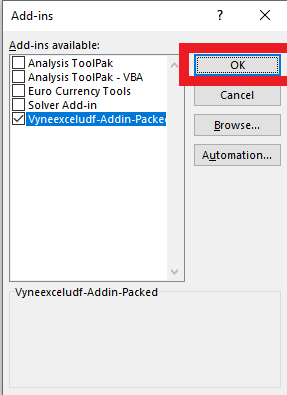 Add-ins
Add-ins available:
Analysis ToolPak
Analysis ToolPak - VBA
Euro Currency Tools
Solver Add-in
Vyneexceludf-Addin-Packed
OK
Cancel
Browse...
Automation...
Vyneexceludf-Addin-Packed